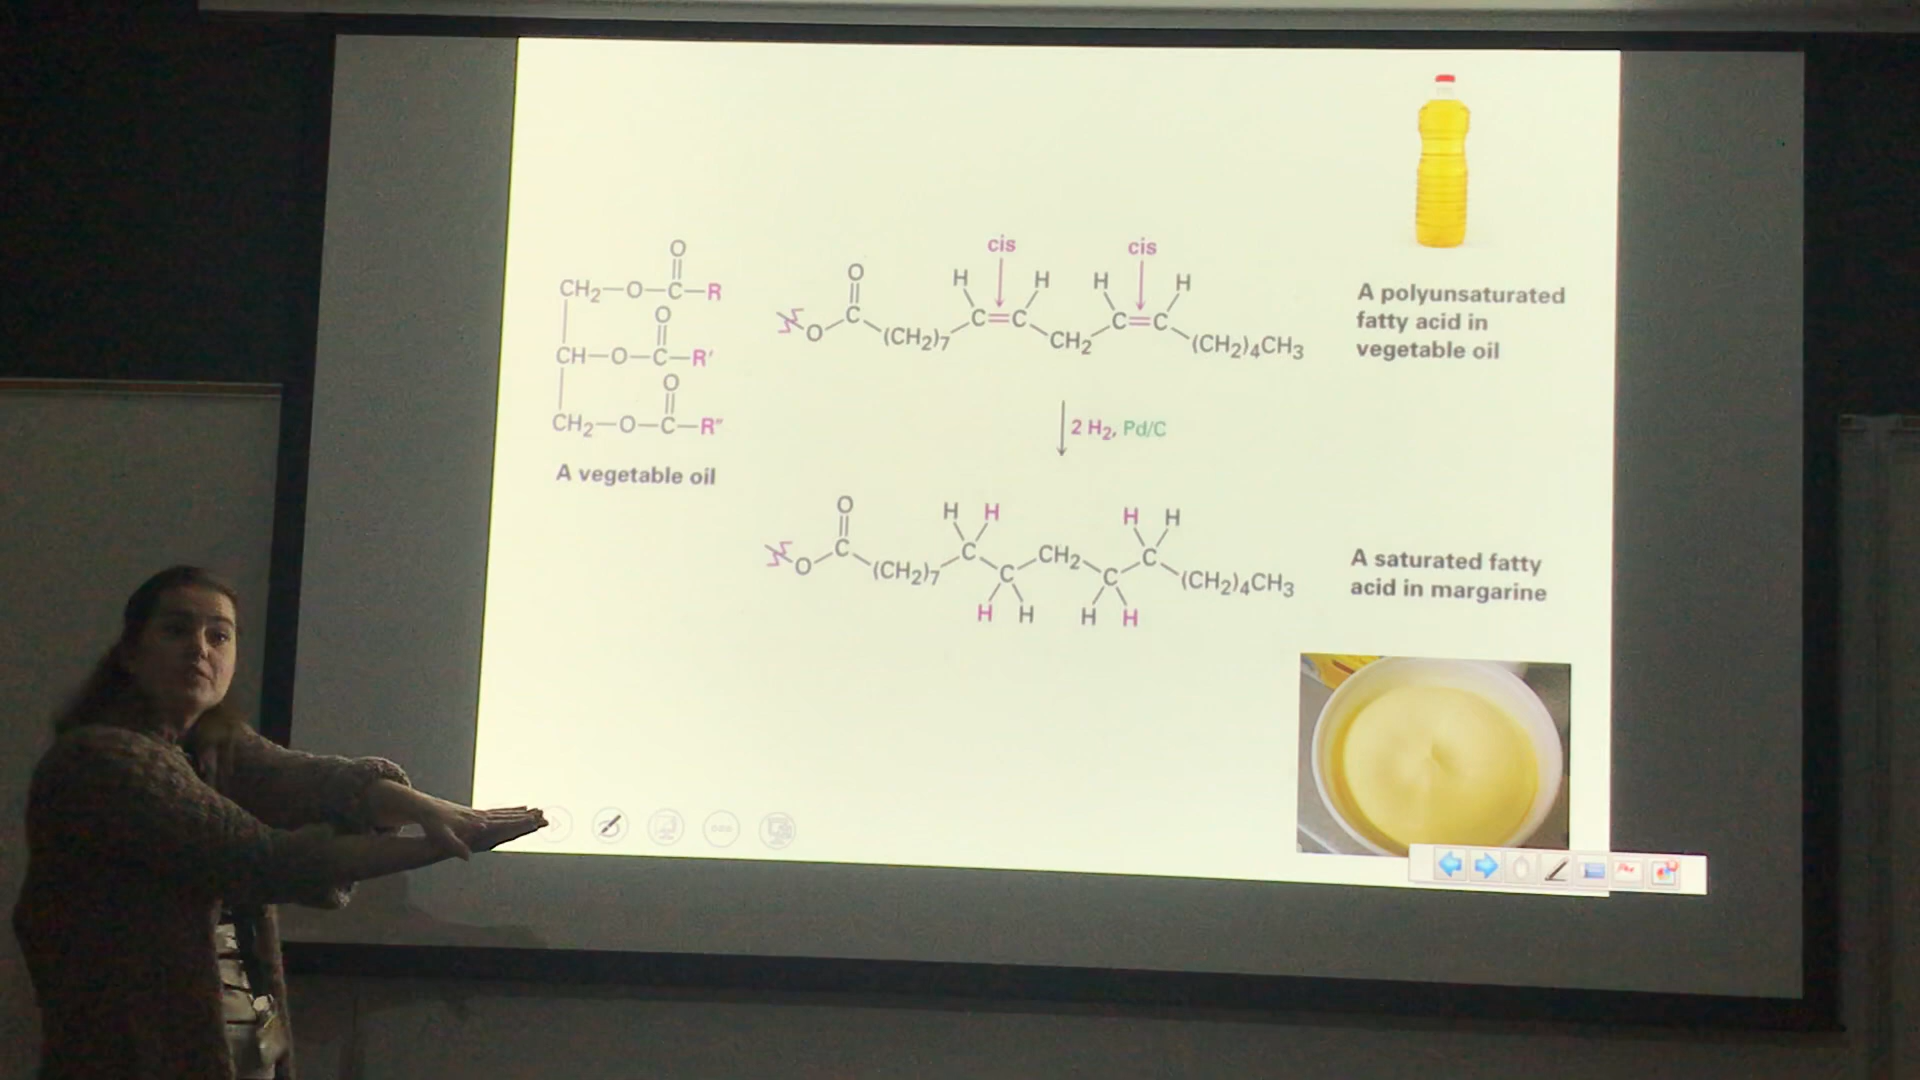 O
CH₂—O—C—R
O
CH—O—C—R'
O
CH₂—O—C—R"
A vegetable oil
cis cis
O H H H H
O C (CH₂)₇ C=C CH₂ C=C (CH₂)₄CH₃
A polyunsaturated
fatty acid in
vegetable oil
2 H₂, Pd/C
O H H H H
O C (CH₂)₇ C C CH₂ C C (CH₂)₄CH₃
H H H H
A saturated fatty
acid in margarine